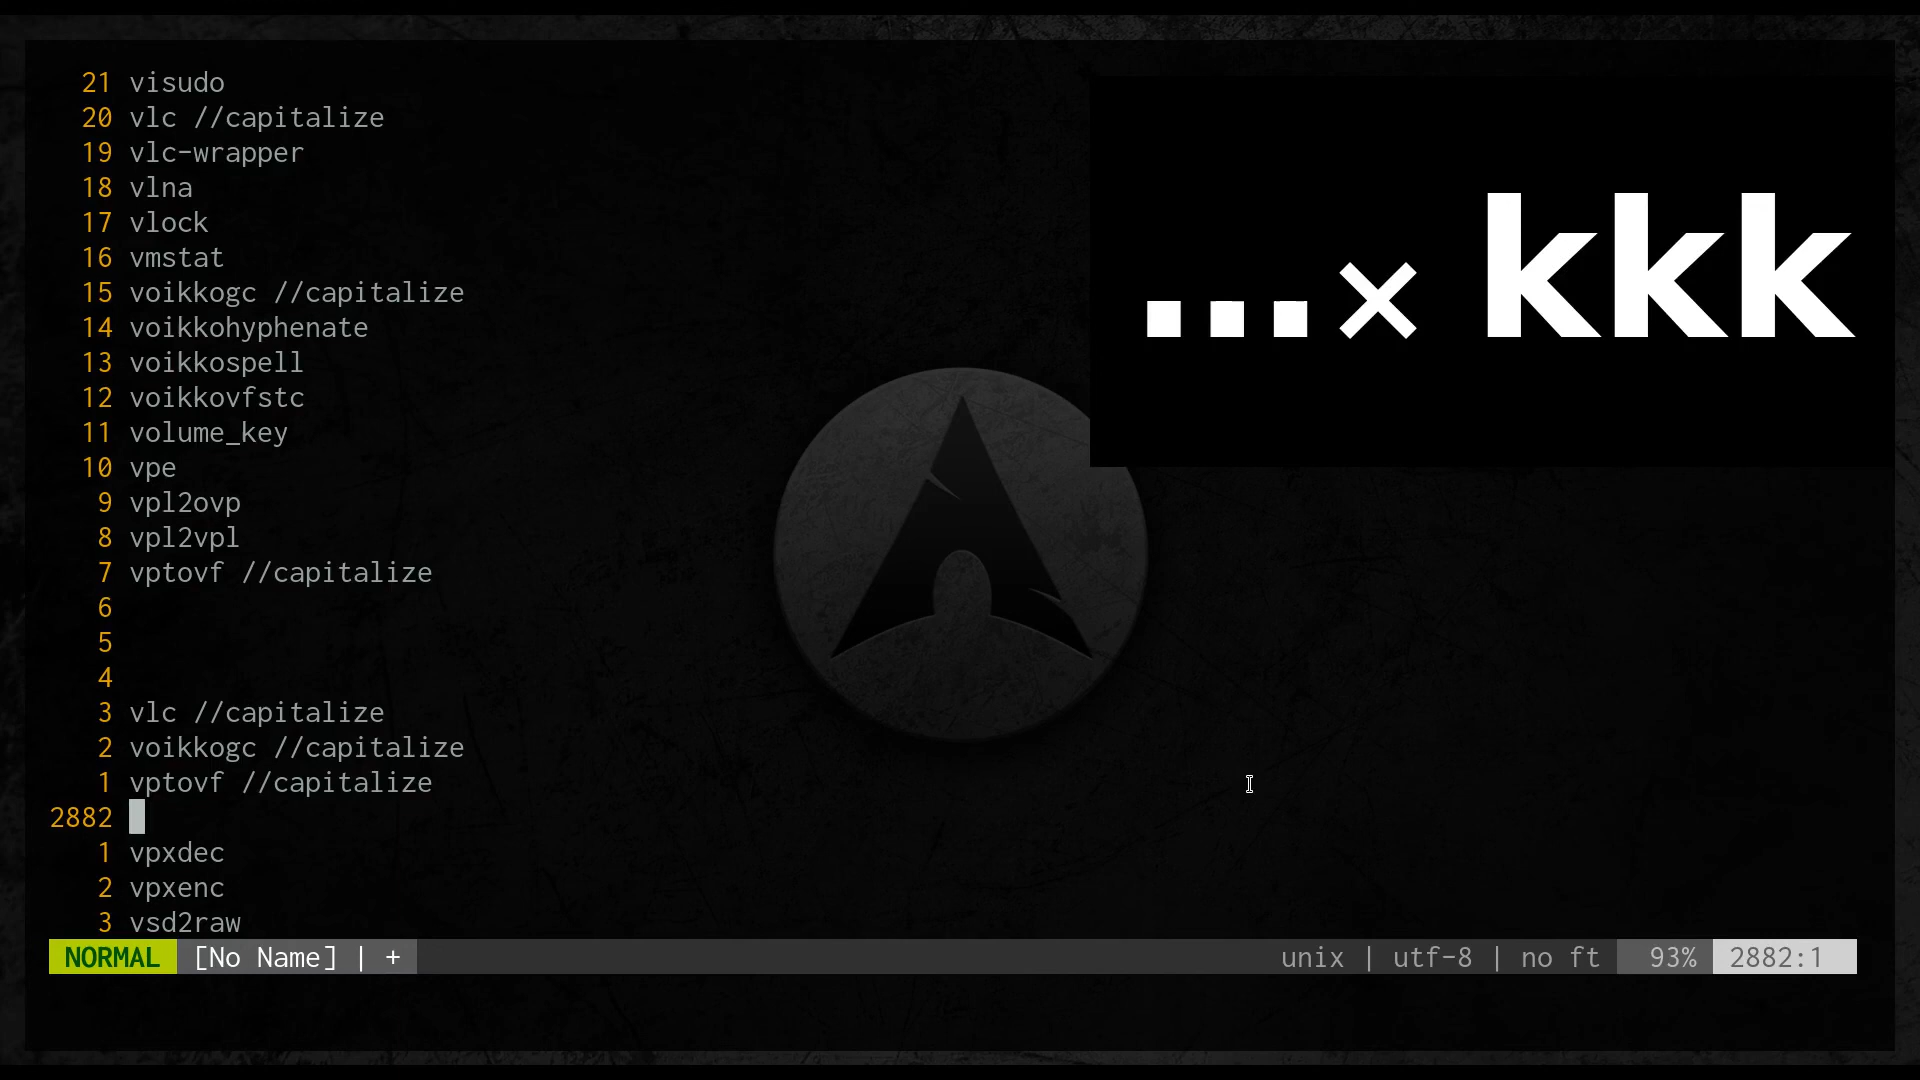 21 visudo
20 vlc //capitalize
19 vlc-wrapper
18 vlna
17 vlock
16 vmstat
15 voikkogc //capitalize
14 voikkohyphenate
13 voikkospell
12 voikkovfstc
11 volume_key
10 vpe
9 vpl2ovp
8 vpl2vpl
7 vptovf //capitalize
6
5
4
3 vlc //capitalize
2 voikkogc //capitalize
1 vptovf //capitalize
2882
1 vpxdec
2 vpxenc
3 vsd2raw
NORMAL [No Name] | + unix | utf-8 | no ft 93% 2882:1
...× kkk